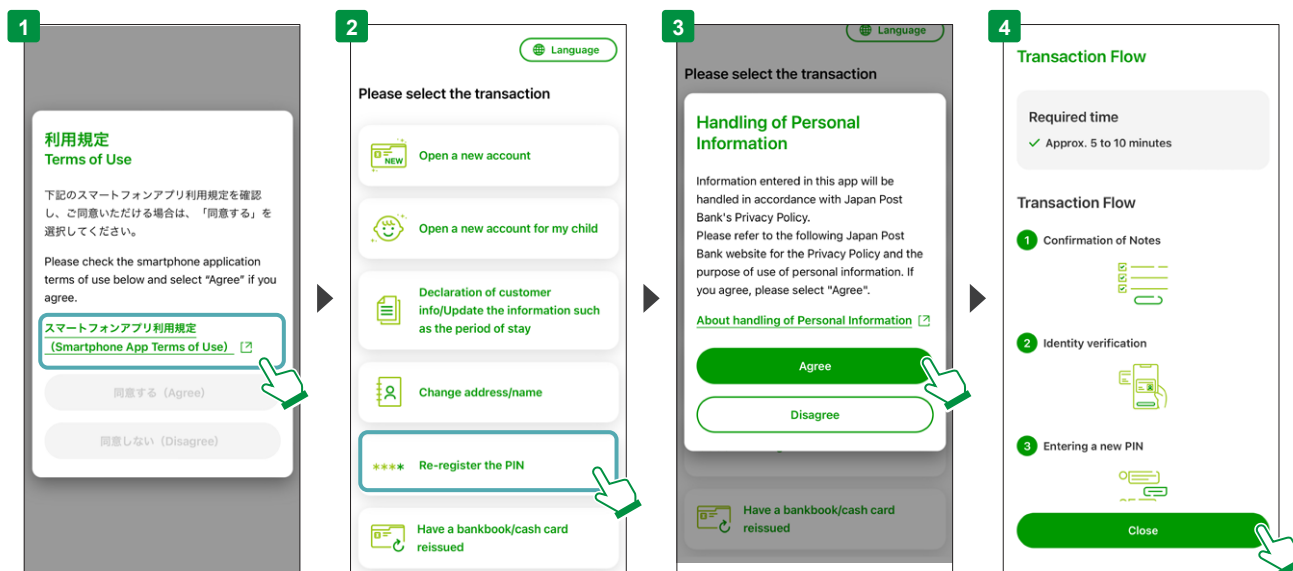 1
利用規定
Terms of Use
下記のスマートフォンアプリ利用規定を確認
し、ご同意いただける場合は、「同意する」を
選択してください。
Please check the smartphone application
terms of use below and select "Agree" if you
agree.
スマートフォンアプリ利用規定
（Smartphone App Terms of Use）
同意する（Agree）
同意しない（Disagree）
2
Language
Please select the transaction
NEW
Open a new account
Open a new account for my child
Declaration of customer
info/Update the information such
as the period of stay
Change address/name
**** Re-register the PIN
Have a bankbook/cash card
reissued
3
Language
Please select the transaction
Handling of Personal
Information
Information entered in this app will be
handled in accordance with Japan Post
Bank's Privacy Policy.
Please refer to the following Japan Post
Bank website for the Privacy Policy and the
purpose of use of personal information. If
you agree, please select "Agree".
About handling of Personal Information
Agree
Disagree
Have a bankbook/cash card
reissued
4
Transaction Flow
Required time
✓ Approx. 5 to 10 minutes
Transaction Flow
1 Confirmation of Notes
2 Identity verification
3 Entering a new PIN
Close